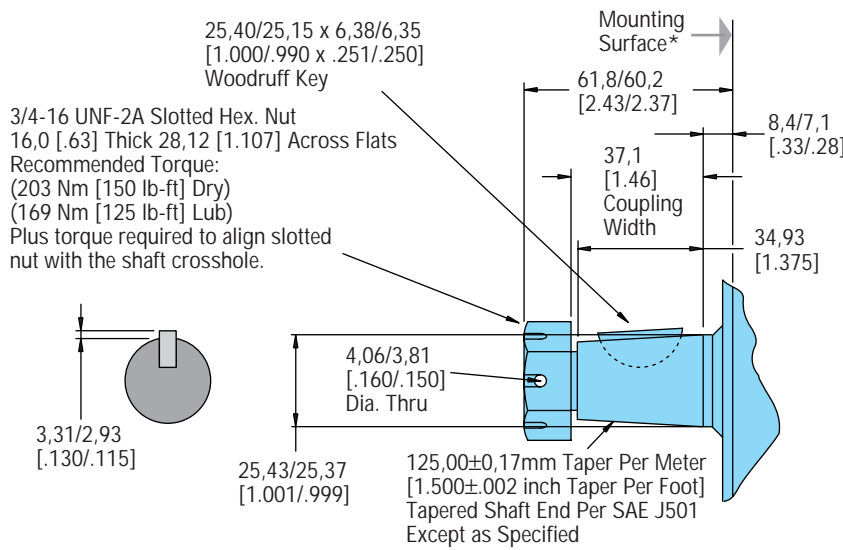 25,40/25,15 x 6,38/6,35
[1.000/.990 x .251/.250]
Woodruff Key
Mounting
Surface*
61,8/60,2
[2.43/2.37]
8,4/7,1
[.33/.28]
3/4-16 UNF-2A Slotted Hex. Nut
16,0 [.63] Thick 28,12 [1.107] Across Flats
Recommended Torque:
(203 Nm [150 lb-ft] Dry)
(169 Nm [125 lb-ft] Lub)
Plus torque required to align slotted
nut with the shaft crosshole.
37,1
[1.46]
Coupling
Width
34,93
[1.375]
4,06/3,81
[.160/.150]
Dia. Thru
3,31/2,93
[.130/.115]
25,43/25,37
[1.001/.999]
125,00±0,17mm Taper Per Meter
[1.500±.002 inch Taper Per Foot]
Tapered Shaft End Per SAE J501
Except as Specified